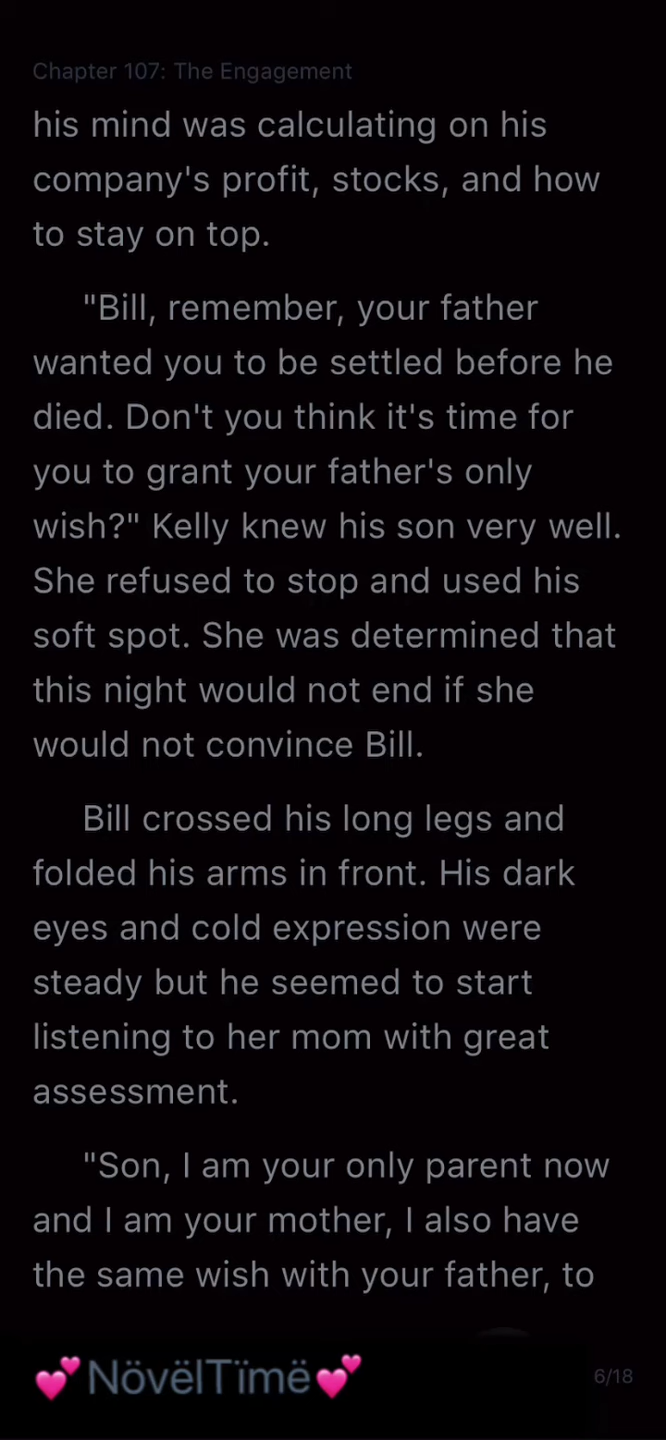 Chapter 107: The Engagement
his mind was calculating on his
company's profit, stocks, and how
to stay on top.
"Bill, remember, your father
wanted you to be settled before he
died. Don't you think it's time for
you to grant your father's only
wish?" Kelly knew his son very well.
She refused to stop and used his
soft spot. She was determined that
this night would not end if she
would not convince Bill.
Bill crossed his long legs and
folded his arms in front. His dark
eyes and cold expression were
steady but he seemed to start
listening to her mom with great
assessment.
"Son, I am your only parent now
and I am your mother, I also have
the same wish with your father, to
💕NövëlTïmë💕
6/18